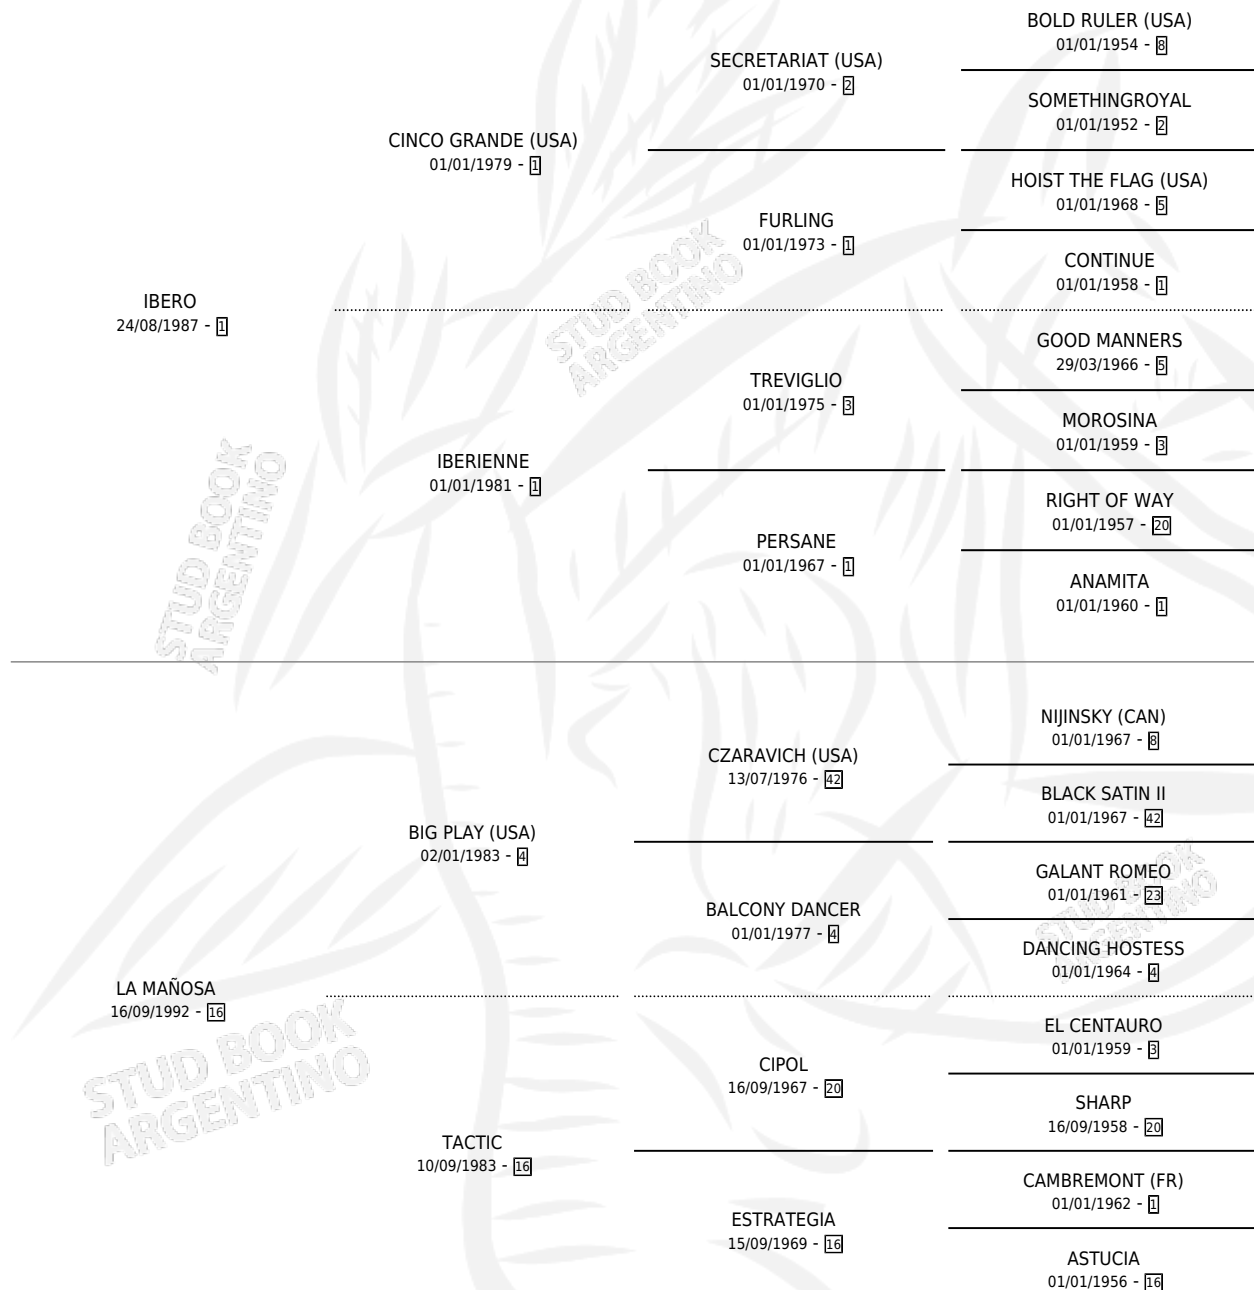 BOLD RULER (USA)
01/01/1954 - 8
SECRETARIAT (USA)
01/01/1970 - 2
SOMETHINGROYAL
01/01/1952 - 2
CINCO GRANDE (USA)
01/01/1979 - 1
HOIST THE FLAG (USA)
01/01/1968 - 5
FURLING
01/01/1973 - 1
CONTINUE
01/01/1958 - 1
IBERO
24/08/1987 - 1
GOOD MANNERS
29/03/1966 - 5
TREVIGLIO
01/01/1975 - 3
MOROSINA
01/01/1959 - 3
IBERIENNE
01/01/1981 - 1
RIGHT OF WAY
01/01/1957 - 20
PERSANE
01/01/1967 - 1
ANAMITA
01/01/1960 - 1
NIJINSKY (CAN)
01/01/1967 - 8
CZARAVICH (USA)
13/07/1976 - 42
BLACK SATIN II
01/01/1967 - 42
BIG PLAY (USA)
02/01/1983 - 4
GALANT ROMEO
01/01/1961 - 23
BALCONY DANCER
01/01/1977 - 4
DANCING HOSTESS
01/01/1964 - 4
LA MAÑOSA
16/09/1992 - 16
EL CENTAURO
01/01/1959 - 3
CIPOL
16/09/1967 - 20
SHARP
16/09/1958 - 20
TACTIC
10/09/1983 - 16
CAMBREMONT (FR)
01/01/1962 - 1
ESTRATEGIA
15/09/1969 - 16
ASTUCIA
01/01/1956 - 16
STUD BOOK
ARGENTINO
STUD BOOK
ARGENTINO
STUD BOOK
ARGENTINO
STUD BOOK
ARGENTINO